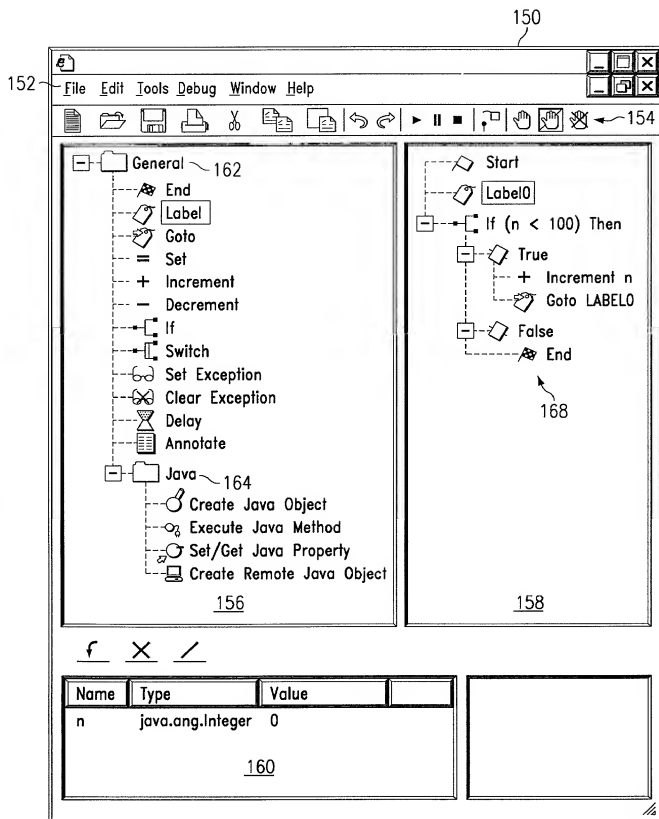 150
152
File Edit Tools Debug Window Help
154
General 162
End
Label
Goto
= Set
+ Increment
− Decrement
If
Switch
Set Exception
Clear Exception
Delay
Annotate
Java 164
Create Java Object
Execute Java Method
Set/Get Java Property
Create Remote Java Object
156
Start
Label0
If (n < 100) Then
True
+ Increment n
Goto LABEL0
False
End
168
158
Name Type Value
n java.ang.Integer 0
160